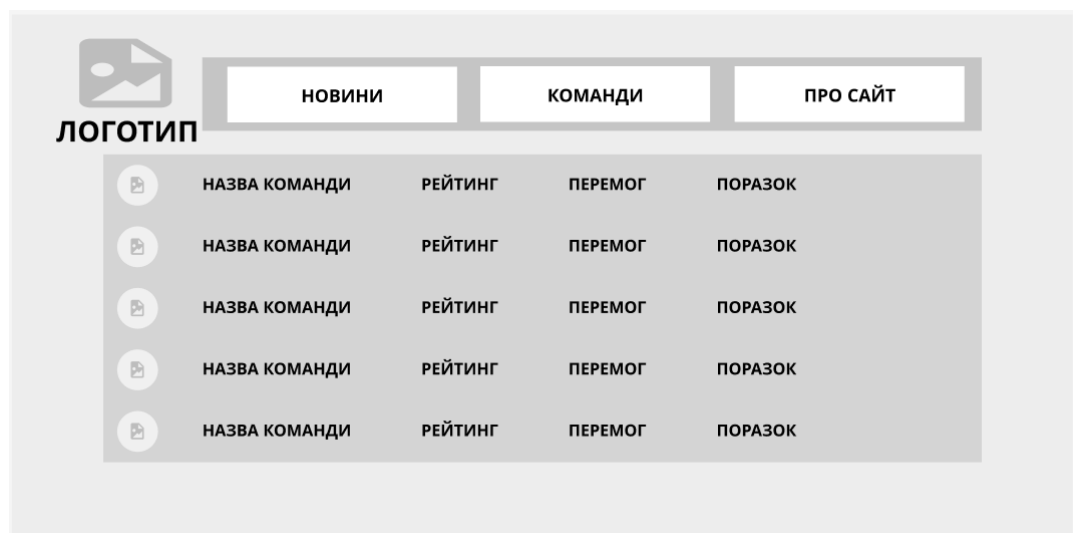 НОВИНИ КОМАНДИ ПРО САЙТ
ЛОГОТИП
НАЗВА КОМАНДИ РЕЙТИНГ ПЕРЕМОГ ПОРАЗОК
НАЗВА КОМАНДИ РЕЙТИНГ ПЕРЕМОГ ПОРАЗОК
НАЗВА КОМАНДИ РЕЙТИНГ ПЕРЕМОГ ПОРАЗОК
НАЗВА КОМАНДИ РЕЙТИНГ ПЕРЕМОГ ПОРАЗОК
НАЗВА КОМАНДИ РЕЙТИНГ ПЕРЕМОГ ПОРАЗОК